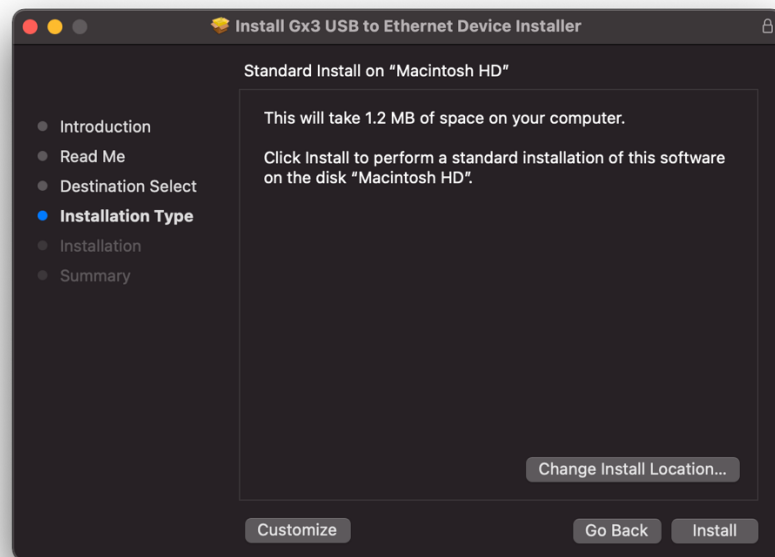 Install Gx3 USB to Ethernet Device Installer
Standard Install on “Macintosh HD”
Introduction
Read Me
Destination Select
Installation Type
Installation
Summary
This will take 1.2 MB of space on your computer.
Click Install to perform a standard installation of this software
on the disk “Macintosh HD”.
Change Install Location...
Customize
Go Back
Install